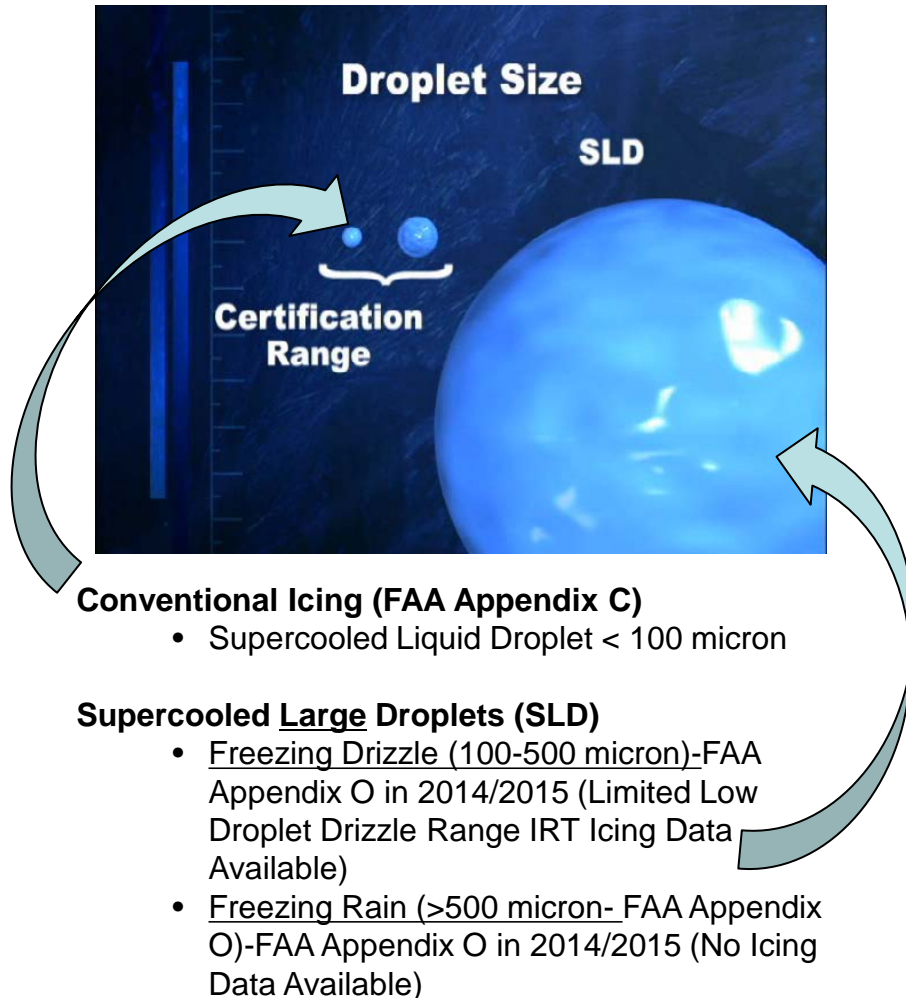 Droplet Size
SLD
Certification
Range
Conventional Icing (FAA Appendix C)
• Supercooled Liquid Droplet < 100 micron
Supercooled Large Droplets (SLD)
• Freezing Drizzle (100-500 micron)-FAA
Appendix O in 2014/2015 (Limited Low
Droplet Drizzle Range IRT Icing Data
Available)
• Freezing Rain (>500 micron- FAA Appendix
O)-FAA Appendix O in 2014/2015 (No Icing
Data Available)